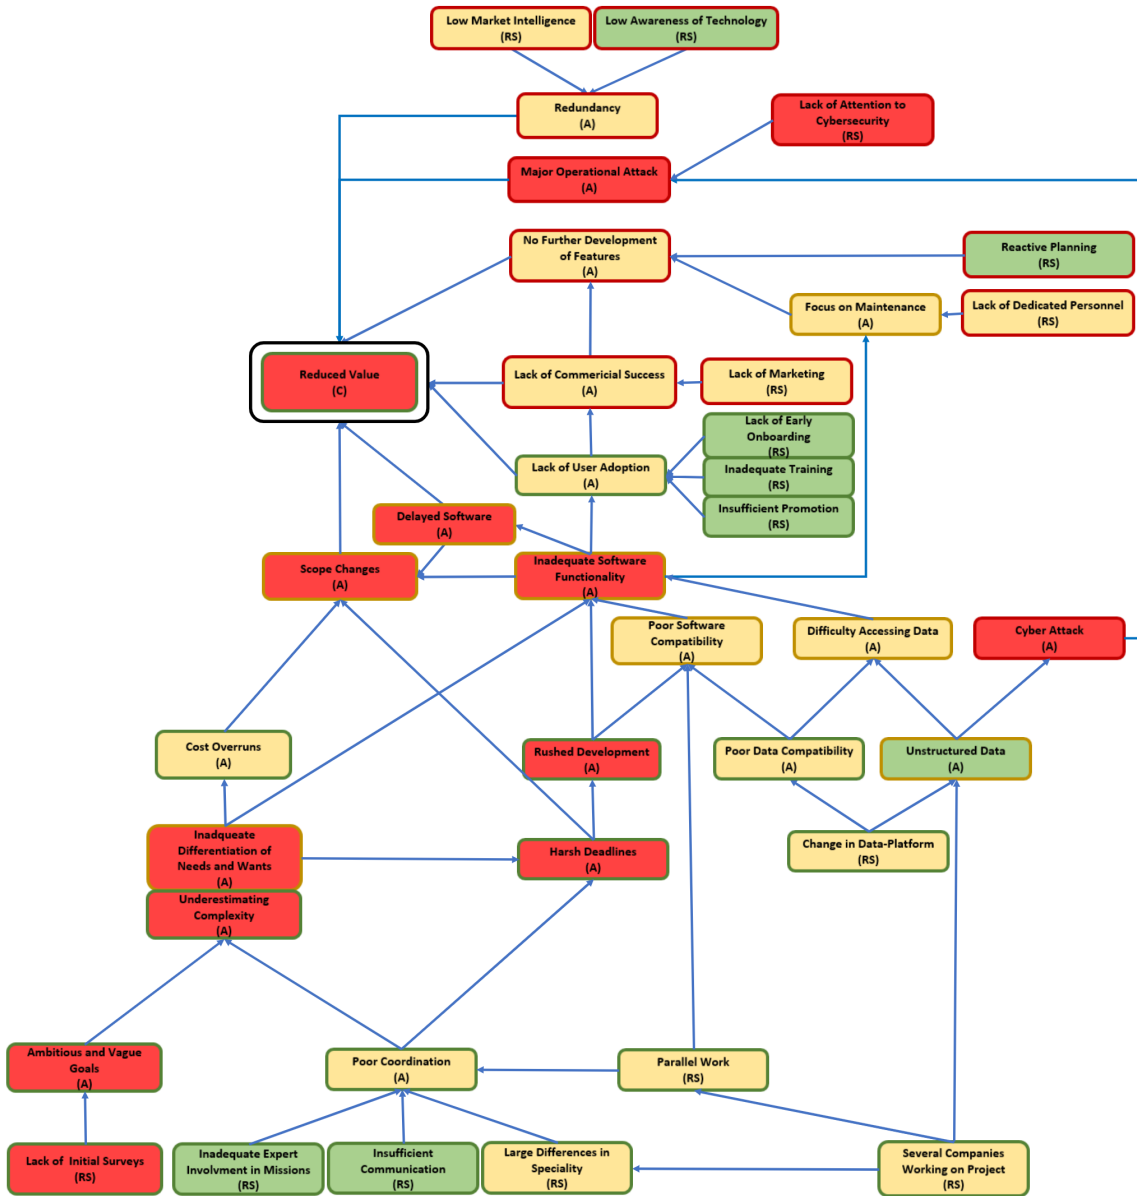 Low Market Intelligence
(RS)
Low Awareness of Technology
(RS)
Redundancy
(A)
Lack of Attention to
Cybersecurity
(RS)
Major Operational Attack
(A)
No Further Development
of Features
(A)
Reactive Planning
(RS)
Focus on Maintenance
(A)
Lack of Dedicated Personnel
(RS)
Reduced Value
(C)
Lack of Commericial Success
(A)
Lack of Marketing
(RS)
Lack of Early
Onboarding
(RS)
Lack of User Adoption
(A)
Inadequate Training
(RS)
Insufficient Promotion
(RS)
Delayed Software
(A)
Scope Changes
(A)
Inadequate Software
Functionality
(A)
Poor Software
Compatibility
(A)
Difficulty Accessing Data
(A)
Cyber Attack
(A)
Cost Overruns
(A)
Rushed Development
(A)
Poor Data Compatibility
(A)
Unstructured Data
(A)
Inadqueate
Differentiation of
Needs and Wants
(A)
Harsh Deadlines
(A)
Change in Data-Platform
(RS)
Underestimating
Complexity
(A)
Ambitious and Vague
Goals
(A)
Poor Coordination
(A)
Parallel Work
(RS)
Lack of  Initial Surveys
(RS)
Inadequate Expert
Involvment in Missions
(RS)
Insufficient
Communication
(RS)
Large Differences in
Speciality
(RS)
Several Companies
Working on Project
(RS)